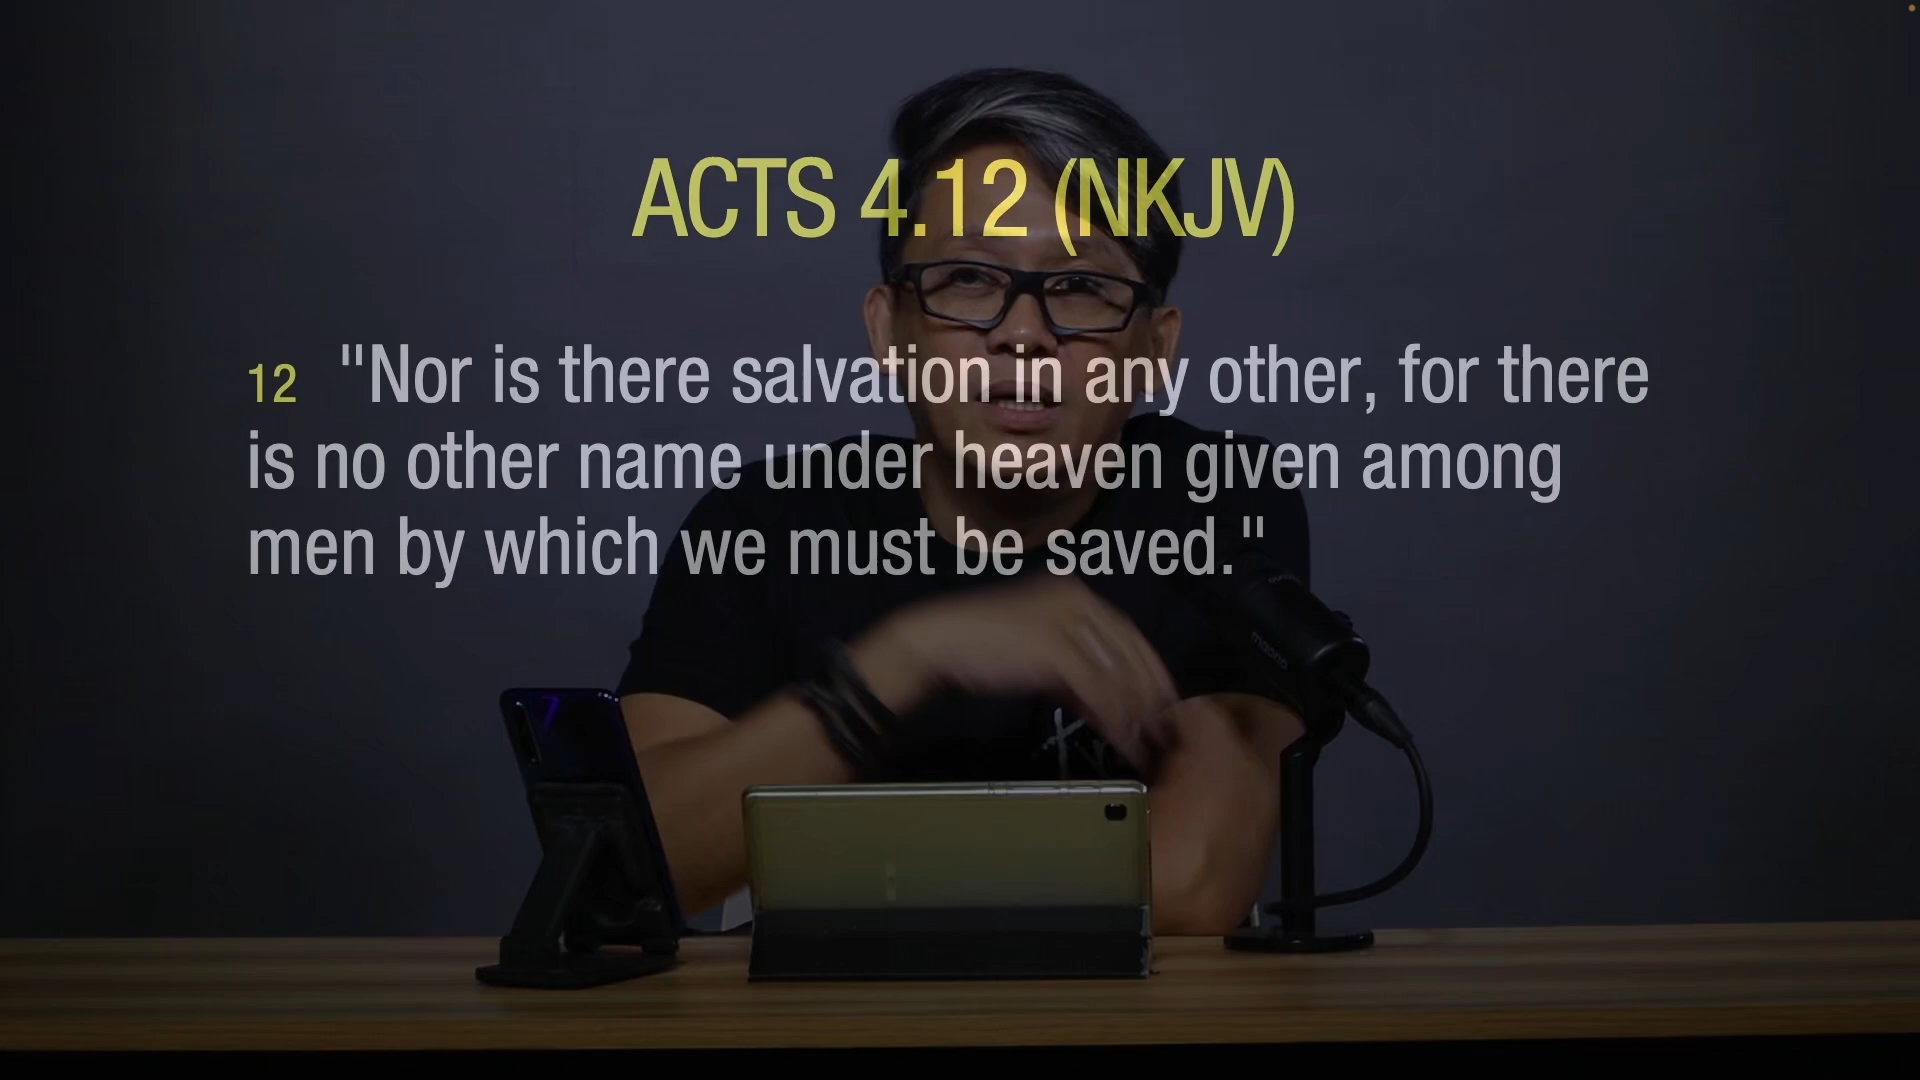 ACTS 4.12 (NKJV)
12 "Nor is there salvation in any other, for there
is no other name under heaven given among
men by which we must be saved."
maono